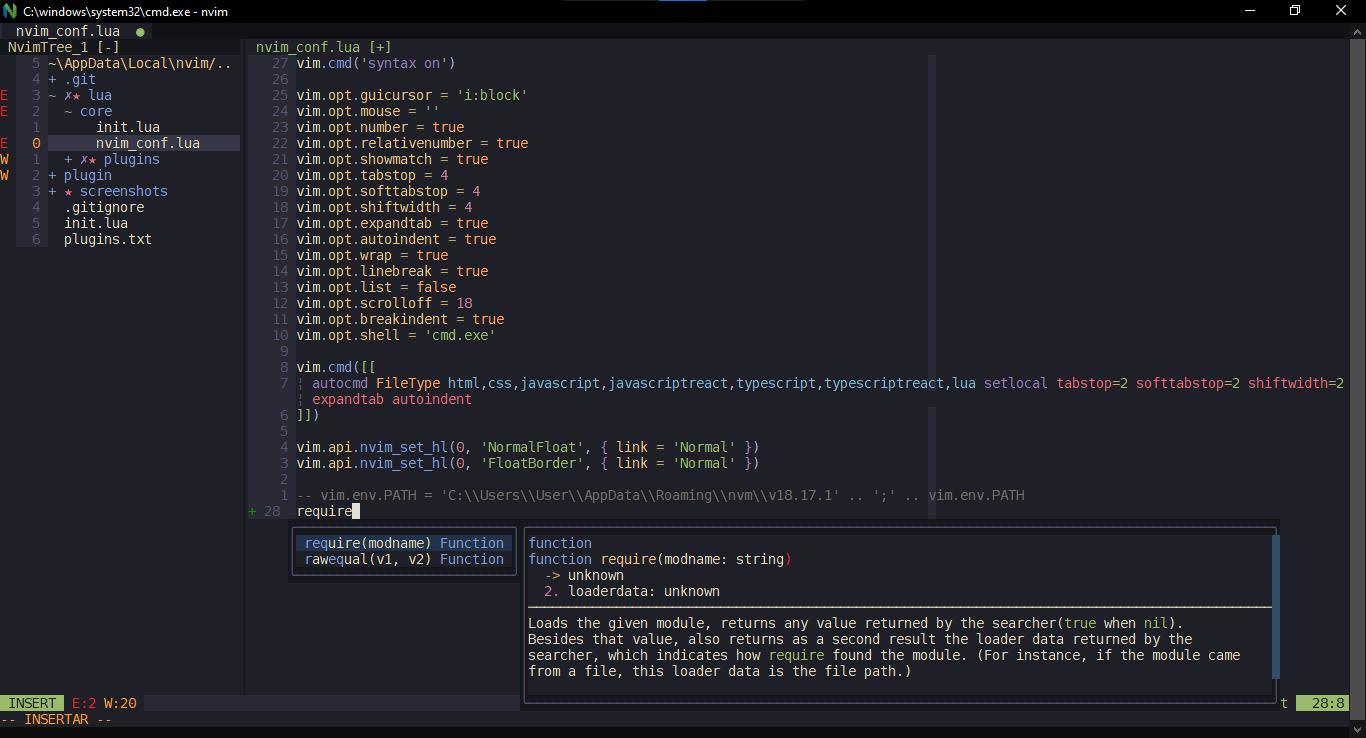 C:\windows\system32\cmd.exe - nvim
nvim_conf.lua ●
NvimTree_1 [-]
5 ~\AppData\Local\nvim/..
4 + .git
E 3 ~ ✗★ lua
E 2 ~ core
1 init.lua
E 0 nvim_conf.lua
W 1 + ✗★ plugins
W 2 + plugin
3 + ★ screenshots
4 .gitignore
5 init.lua
6 plugins.txt
nvim_conf.lua [+]
27 vim.cmd('syntax on')
26
25 vim.opt.guicursor = 'i:block'
24 vim.opt.mouse = ''
23 vim.opt.number = true
22 vim.opt.relativenumber = true
21 vim.opt.showmatch = true
20 vim.opt.tabstop = 4
19 vim.opt.softtabstop = 4
18 vim.opt.shiftwidth = 4
17 vim.opt.expandtab = true
16 vim.opt.autoindent = true
15 vim.opt.wrap = true
14 vim.opt.linebreak = true
13 vim.opt.list = false
12 vim.opt.scrolloff = 18
11 vim.opt.breakindent = true
10 vim.opt.shell = 'cmd.exe'
9
8 vim.cmd([[
7 ¦ autocmd FileType html,css,javascript,javascriptreact,typescript,typescriptreact,lua setlocal tabstop=2 softtabstop=2 shiftwidth=2
¦ expandtab autoindent
6 ]])
5
4 vim.api.nvim_set_hl(0, 'NormalFloat', { link = 'Normal' })
3 vim.api.nvim_set_hl(0, 'FloatBorder', { link = 'Normal' })
2
1 -- vim.env.PATH = 'C:\\Users\\User\\AppData\\Roaming\\nvm\\v18.17.1' .. ';' .. vim.env.PATH
+ 28 require
require(modname) Function
rawequal(v1, v2) Function
function
function require(modname: string)
-> unknown
2. loaderdata: unknown
Loads the given module, returns any value returned by the searcher(true when nil).
Besides that value, also returns as a second result the loader data returned by the
searcher, which indicates how require found the module. (For instance, if the module came
from a file, this loader data is the file path.)
INSERT E:2 W:20 t 28:8
-- INSERTAR --